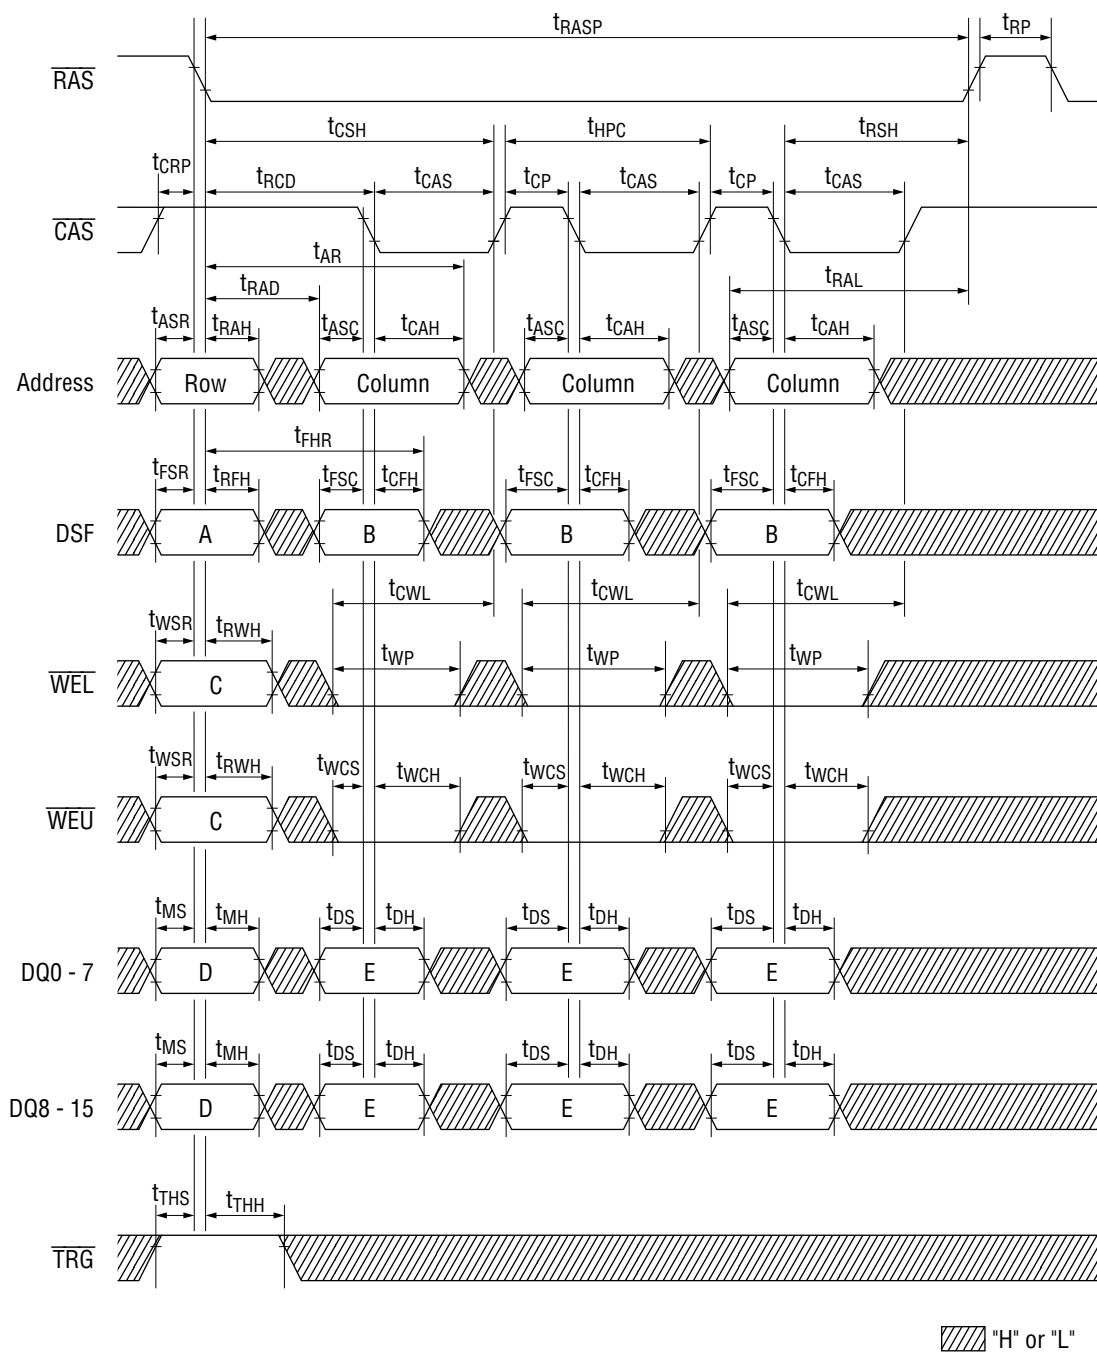 tRASP tRP
RAS
tCSH tHPC tRSH
tCRP tRCD tCAS tCP tCAS tCP tCAS
CAS
tAR
tRAD tRAL
tASR tRAH tASC tCAH tASC tCAH tASC tCAH
Address Row Column Column Column
tFHR
tFSR tRFH tFSC tCFH tFSC tCFH tFSC tCFH
DSF A B B B
tCWL tCWL tCWL
tWSR tRWH tWP tWP tWP
WEL C
tWSR tRWH tWCS tWCH tWCS tWCH tWCS tWCH
WEU C
tMS tMH tDS tDH tDS tDH tDS tDH
DQ0 - 7 D E E E
tMS tMH tDS tDH tDS tDH tDS tDH
DQ8 - 15 D E E E
tTHS tTHH
TRG
"H" or "L"